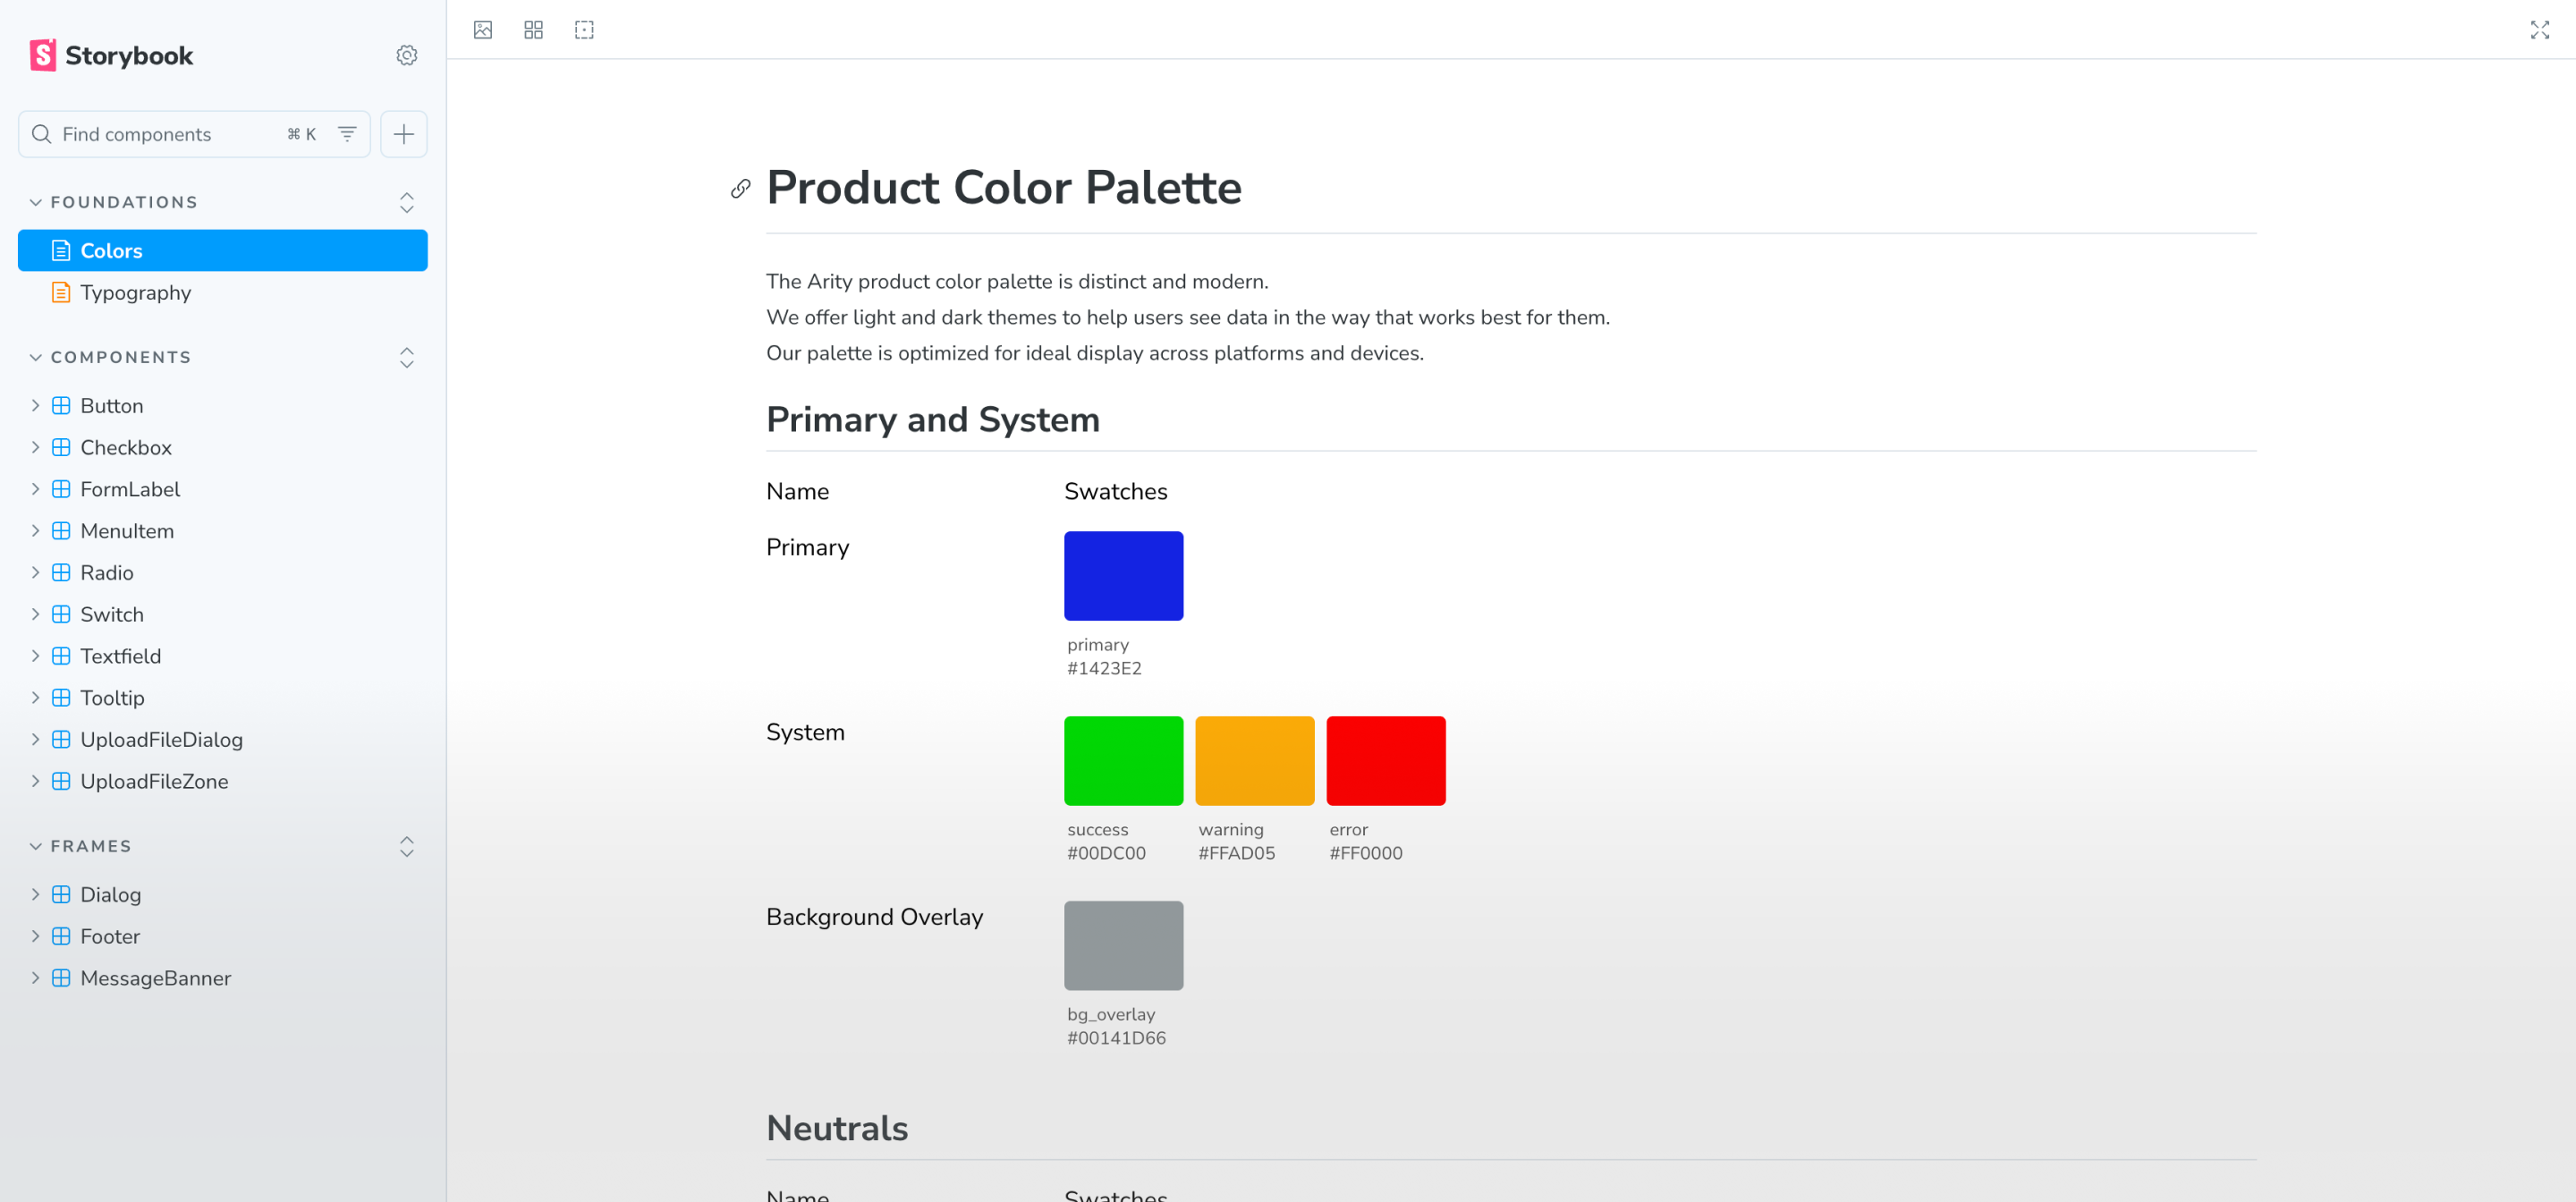 Storybook
Find components
⌘ K
FOUNDATIONS
Colors
Typography
COMPONENTS
Button
Checkbox
FormLabel
MenuItem
Radio
Switch
Textfield
Tooltip
UploadFileDialog
UploadFileZone
FRAMES
Dialog
Footer
MessageBanner
Product Color Palette
The Arity product color palette is distinct and modern.
We offer light and dark themes to help users see data in the way that works best for them.
Our palette is optimized for ideal display across platforms and devices.
Primary and System
Name Swatches
Primary
primary
#1423E2
System
success warning error
#00DC00 #FFAD05 #FF0000
Background Overlay
bg_overlay
#00141D66
Neutrals
Name Swatches